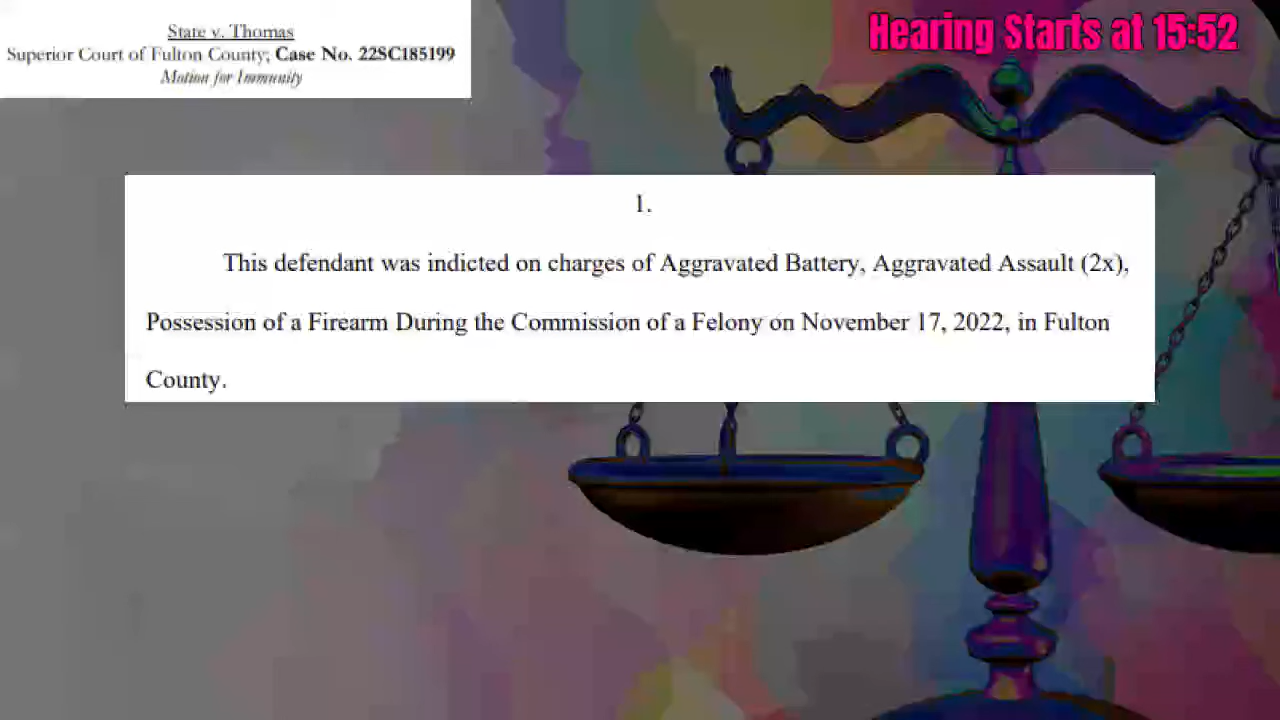 State v. Thomas
Superior Court of Fulton County; Case No. 22SC185199
Motion for Immunity
Hearing Starts at 15:52
1.
This defendant was indicted on charges of Aggravated Battery, Aggravated Assault (2x),
Possession of a Firearm During the Commission of a Felony on November 17, 2022, in Fulton
County.